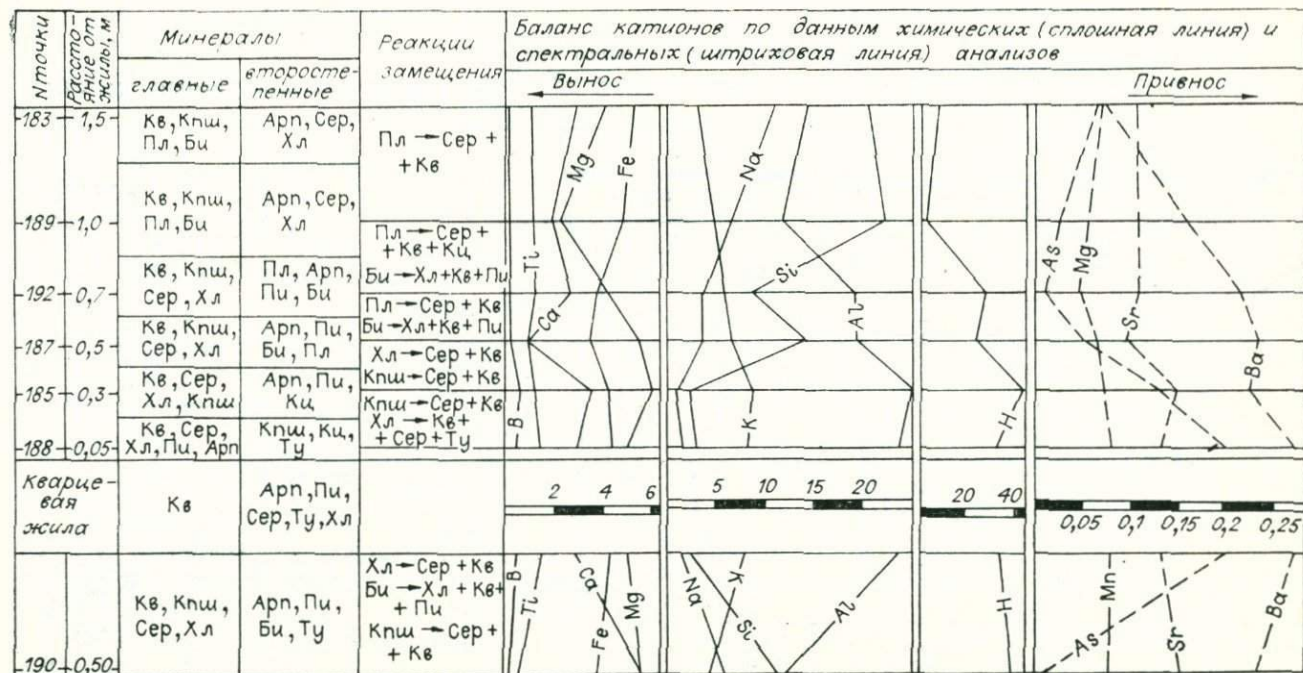 N точки
Расстояние от жилы, м
Минералы
главные
второстепенные
Реакции
замещения
Баланс катионов по данным химических (сплошная линия) и
спектральных (штриховая линия) анализов
Вынос
Привнос
183
1,5
Кв, Кпш,
Пл, Би
Арп, Сер,
Хл
Пл → Сер +
+ Кв
Mg
Fe
Na
189
1,0
Кв, Кпш,
Пл, Би
Арп, Сер,
Хл
Пл → Сер +
+ Кв + Кц
Би → Хл + Кв + Пи
Ti
Si
As
Mg
192
0,7
Кв, Кпш,
Сер, Хл
Пл, Арп,
Пи, Би
Пл → Сер + Кв
Би → Хл + Кв + Пи
Ca
Al
Sr
187
0,5
Кв, Кпш,
Сер, Хл
Арп, Пи,
Би, Пл
Хл → Сер + Кв
Кпш → Сер + Кв
Ba
185
0,3
Кв, Сер,
Хл, Кпш
Арп, Пи,
Кц
Кпш → Сер + Кв
Хл → Кв +
+ Сер + Ту
B
K
H
188
0,05
Кв, Сер,
Хл, Пи, Арп
Кпш, Кц,
Ту
Кварце-
вая
жила
Кв
Арп, Пи,
Сер, Ту, Хл
2 4 6
5 10 15 20
20 40
0,05 0,1 0,15 0,2 0,25
Кв, Кпш,
Сер, Хл
Арп, Пи,
Би, Ту
Хл → Сер + Кв
Би → Хл + Кв +
+ Пи
Кпш → Сер +
+ Кв
B
Ti
Ca
Fe
Mg
Na
K
Si
Al
H
As
Mn
Sr
Ba
190
0,50